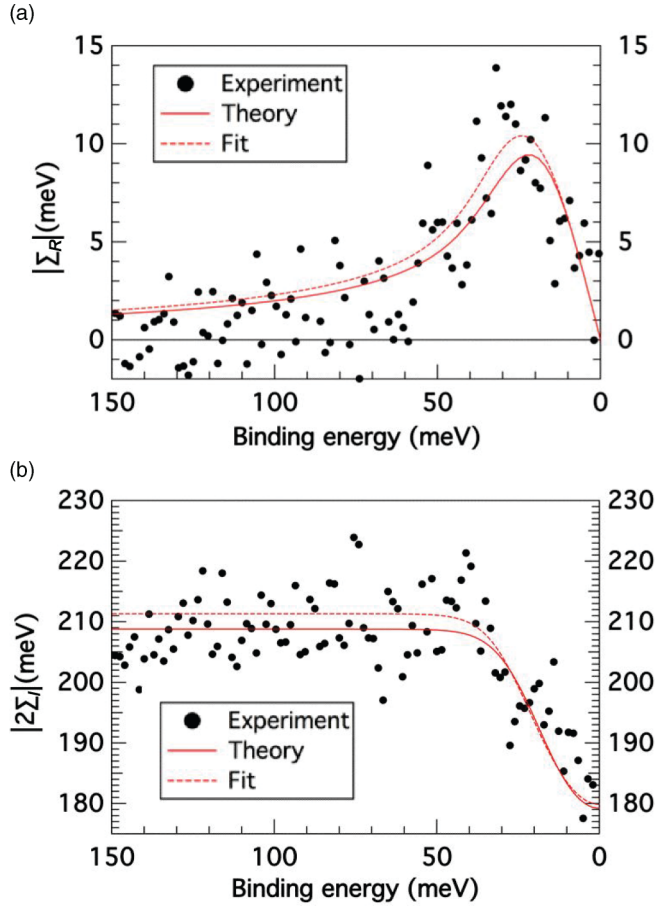 (a)
15
10
5
0
|Σ_R|(meV)
Experiment
Theory
Fit
15
10
5
0
150
100
50
0
Binding energy (meV)
(b)
230
220
210
200
190
180
|2Σ_I|(meV)
Experiment
Theory
Fit
230
220
210
200
190
180
150
100
50
0
Binding energy (meV)